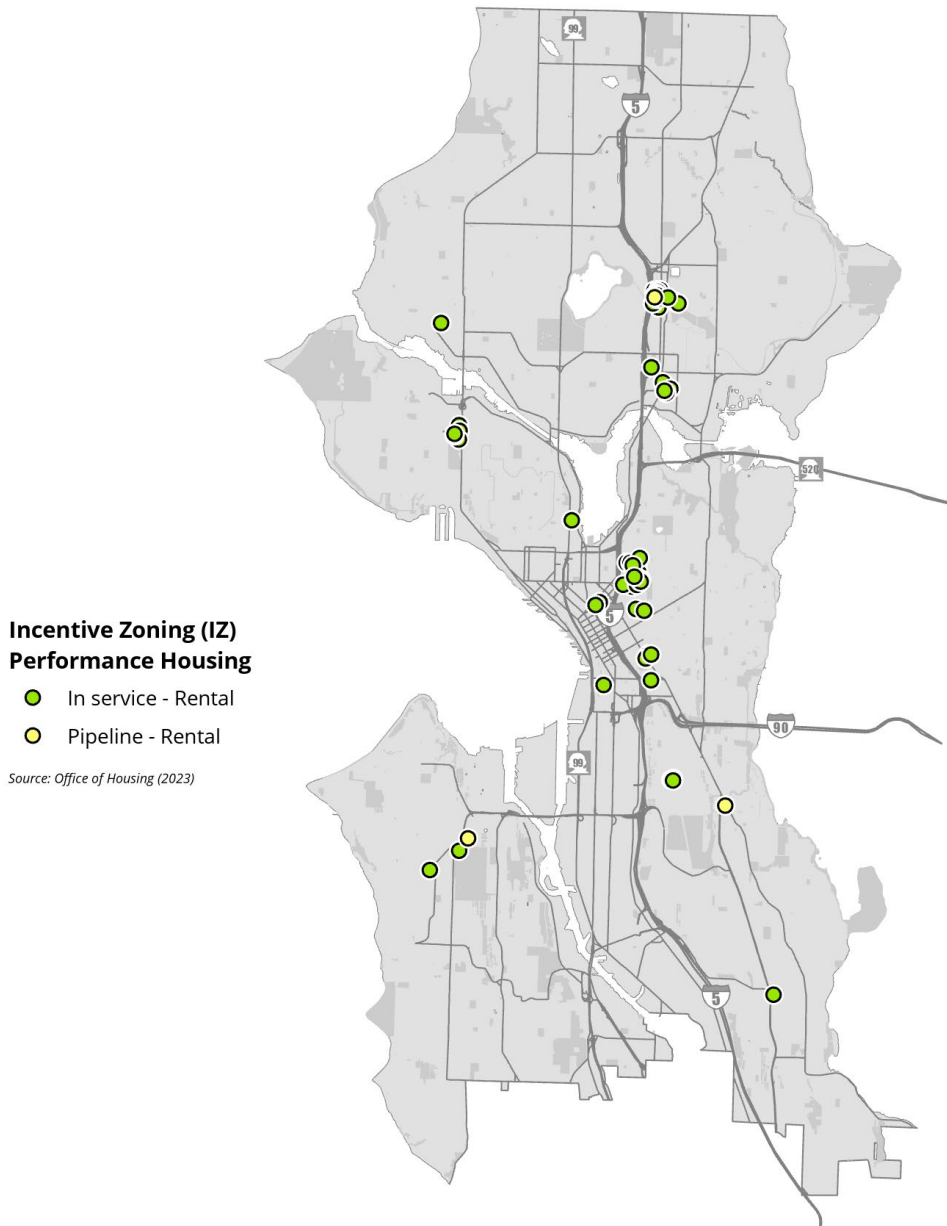 99
5
520
5
Incentive Zoning (IZ)
Performance Housing
In service - Rental
Pipeline - Rental
Source: Office of Housing (2023)
90
99
5